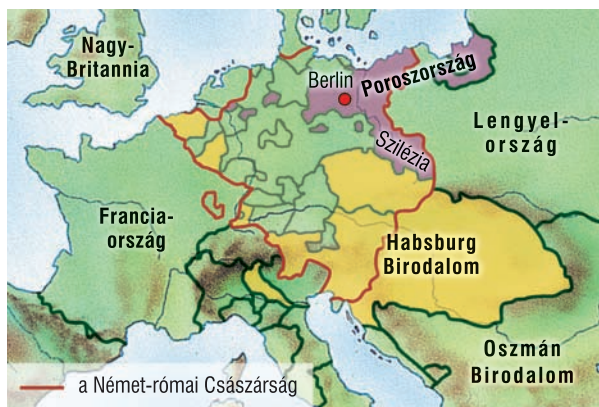 Nagy-
Britannia
Berlin
Poroszország
Lengyel-
ország
Szilézia
Francia-
ország
Habsburg
Birodalom
Oszmán
Birodalom
a Német-római Császárság